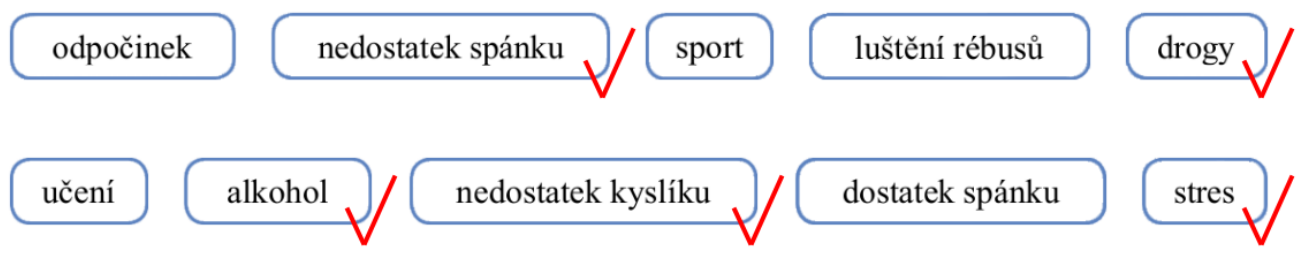 odpočinek nedostatek spánku sport luštění rébusů drogy
učení alkohol nedostatek kyslíku dostatek spánku stres